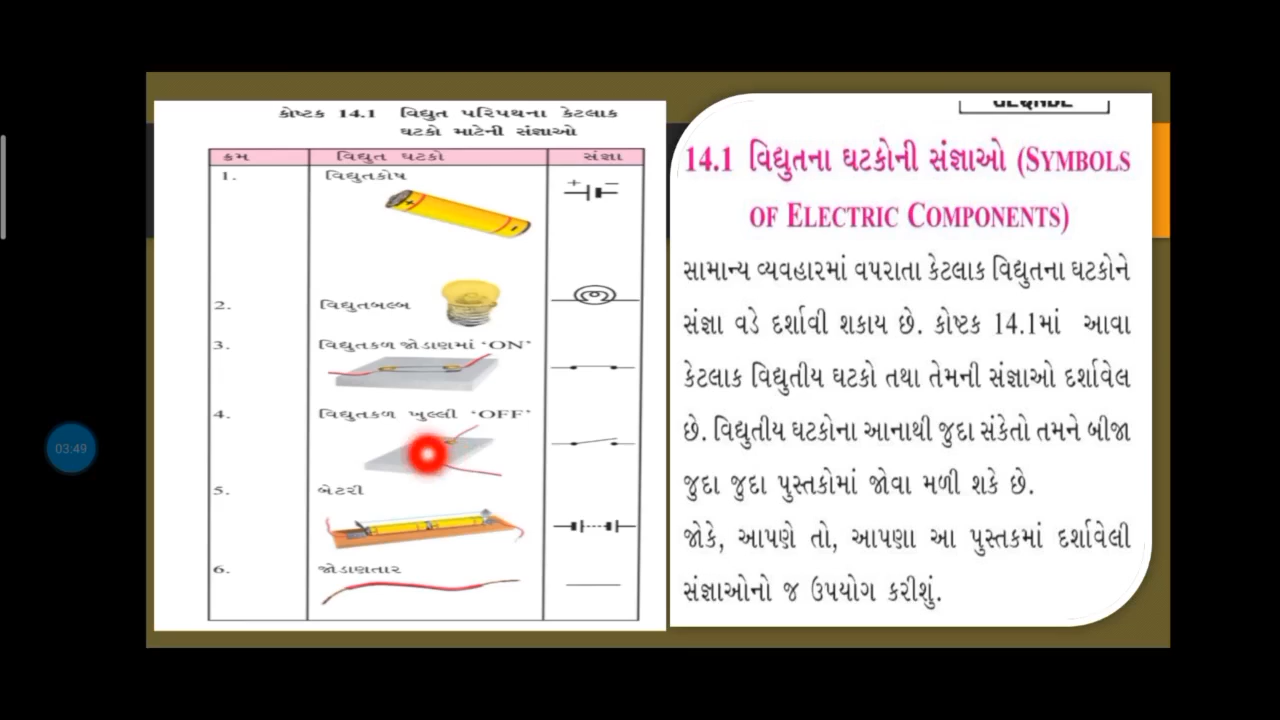 કોષ્ટક 14.1 વિદ્યુત પરિપથના કેટલાક
ઘટકો માટેની સંજ્ઞાઓ
ક્રમ વિદ્યુત ઘટકો સંજ્ઞા
1. વિદ્યુતકોષ
+ −
2. વિદ્યુતબલ્બ
3. વિદ્યુતકળ જોડાણમાં ‘ON’
4. વિદ્યુતકળ ખુલ્લી ‘OFF’
5. બેટરી
6. જોડાણતાર
14.1 વિદ્યુતના ઘટકોની સંજ્ઞાઓ (SYMBOLS
OF ELECTRIC COMPONENTS)
સામાન્ય વ્યવહારમાં વપરાતા કેટલાક વિદ્યુતના ઘટકોને
સંજ્ઞા વડે દર્શાવી શકાય છે. કોષ્ટક 14.1માં આવા
કેટલાક વિદ્યુતીય ઘટકો તથા તેમની સંજ્ઞાઓ દર્શાવેલ
છે. વિદ્યુતીય ઘટકોના આનાથી જુદા સંકેતો તમને બીજા
જુદા જુદા પુસ્તકોમાં જોવા મળી શકે છે.
જોકે, આપણે તો, આપણા આ પુસ્તકમાં દર્શાવેલી
સંજ્ઞાઓનો જ ઉપયોગ કરીશું.
03:49